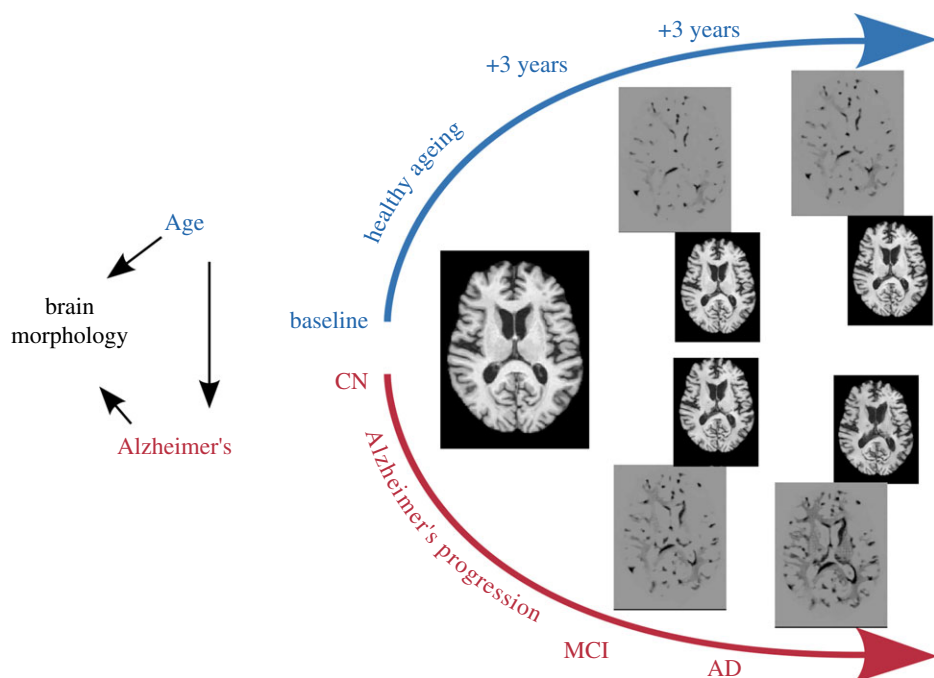 Age
brain
morphology
Alzheimer's
baseline
healthy ageing
+3 years
+3 years
CN
Alzheimer's progression
MCI
AD